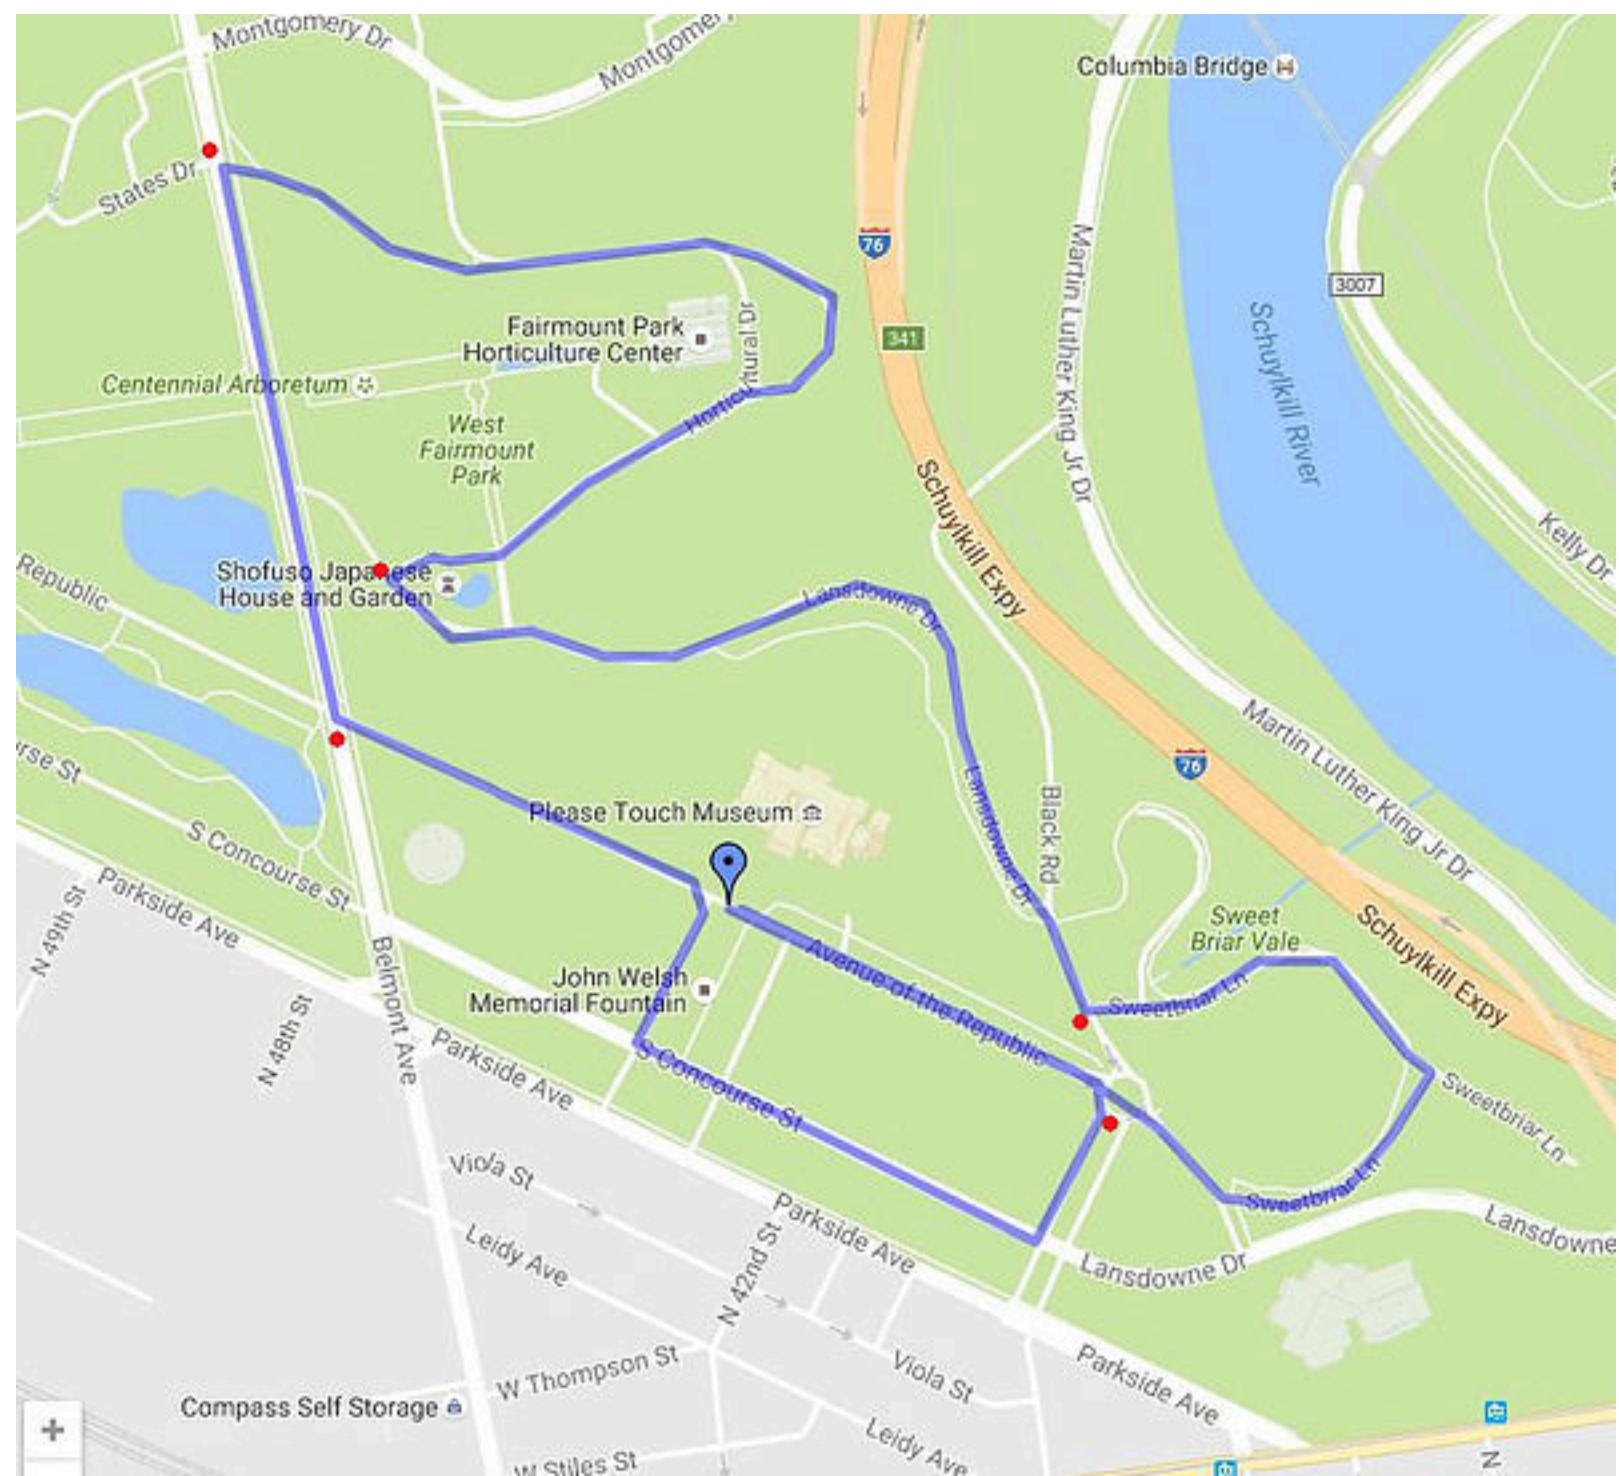 Montgomery Dr
Montgomery
Columbia Bridge
States Dr
76
3007
Martin Luther King Jr Dr
Schuylkill River
Fairmount Park
Horticulture Center
341
Centennial Arboretum
West
Fairmount
Park
Schuylkill Expy
Kelly Dr
Republic
Shofuso Japanese
House and Garden
Lansdowne Dr
Martin Luther King Jr Dr
76
Lansdowne Dr
Black Rd
Please Touch Museum
S Concourse St
Parkside Ave
N 49th St
Sweet
Briar Vale
Schuylkill Expy
Belmont Ave
John Welsh
Memorial Fountain
Avenue of the Republic
Sweetbriar Ln
N 48th St
Parkside Ave
S Concourse St
Sweetbriar Ln
Sweetbriar Ln
Viola St
Parkside Ave
Lansdowne Dr
Lansdowne
Leidy Ave
N 42nd St
W Thompson St
Viola St
Parkside Ave
Compass Self Storage
Leidy Ave
W Stiles St
N
+